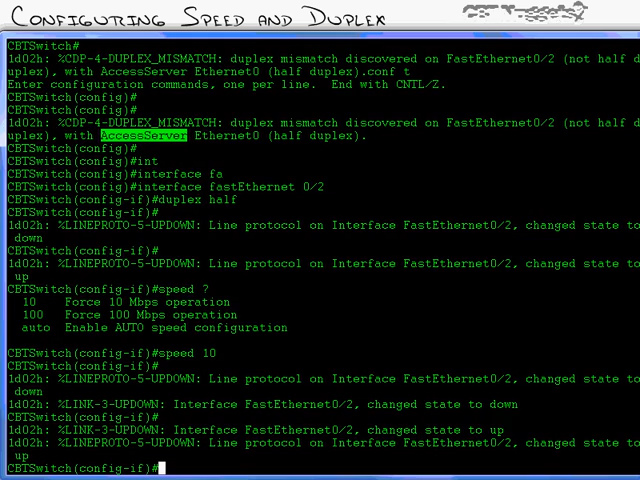 CONFIGURING SPEED AND DUPLEX
CBTSwitch#
1d02h: %CDP-4-DUPLEX_MISMATCH: duplex mismatch discovered on FastEthernet0/2 (not half d
uplex), with AccessServer Ethernet0 (half duplex).conf t
Enter configuration commands, one per line.  End with CNTL/Z.
CBTSwitch(config)#
CBTSwitch(config)#
1d02h: %CDP-4-DUPLEX_MISMATCH: duplex mismatch discovered on FastEthernet0/2 (not half d
uplex), with AccessServer Ethernet0 (half duplex).
CBTSwitch(config)#
CBTSwitch(config)#int
CBTSwitch(config)#interface fa
CBTSwitch(config)#interface fastEthernet 0/2
CBTSwitch(config-if)#duplex half
CBTSwitch(config-if)#
1d02h: %LINEPROTO-5-UPDOWN: Line protocol on Interface FastEthernet0/2, changed state to
down
CBTSwitch(config-if)#
1d02h: %LINEPROTO-5-UPDOWN: Line protocol on Interface FastEthernet0/2, changed state to
up
CBTSwitch(config-if)#speed ?
10    Force 10 Mbps operation
100   Force 100 Mbps operation
auto  Enable AUTO speed configuration
CBTSwitch(config-if)#speed 10
CBTSwitch(config-if)#
1d02h: %LINEPROTO-5-UPDOWN: Line protocol on Interface FastEthernet0/2, changed state to
down
1d02h: %LINK-3-UPDOWN: Interface FastEthernet0/2, changed state to down
CBTSwitch(config-if)#
1d02h: %LINK-3-UPDOWN: Interface FastEthernet0/2, changed state to up
1d02h: %LINEPROTO-5-UPDOWN: Line protocol on Interface FastEthernet0/2, changed state to
up
CBTSwitch(config-if)#